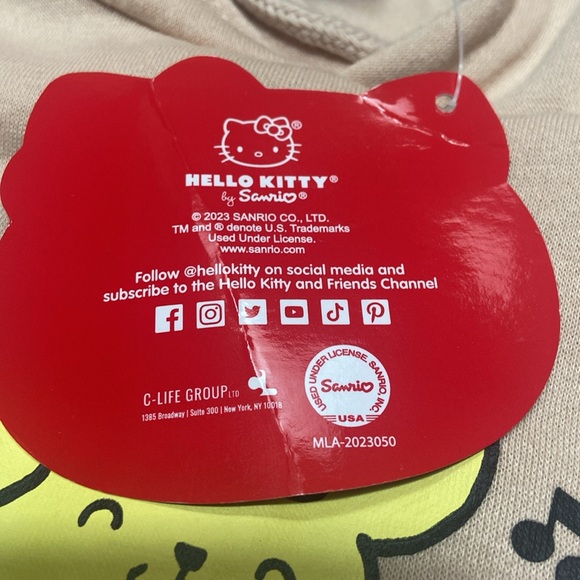 HELLO KITTY®
by Sanrio®
© 2023 SANRIO CO., LTD.
TM and ® denote U.S. Trademarks
Used Under License.
www.sanrio.com
Follow @hellokitty on social media and
subscribe to the Hello Kitty and Friends Channel
C-LIFE GROUP LTD
1385 Broadway | Suite 300 | New York, NY 10018
USED UNDER LICENSE. SANRIO, INC.
Sanrio
USA
MLA-2023050